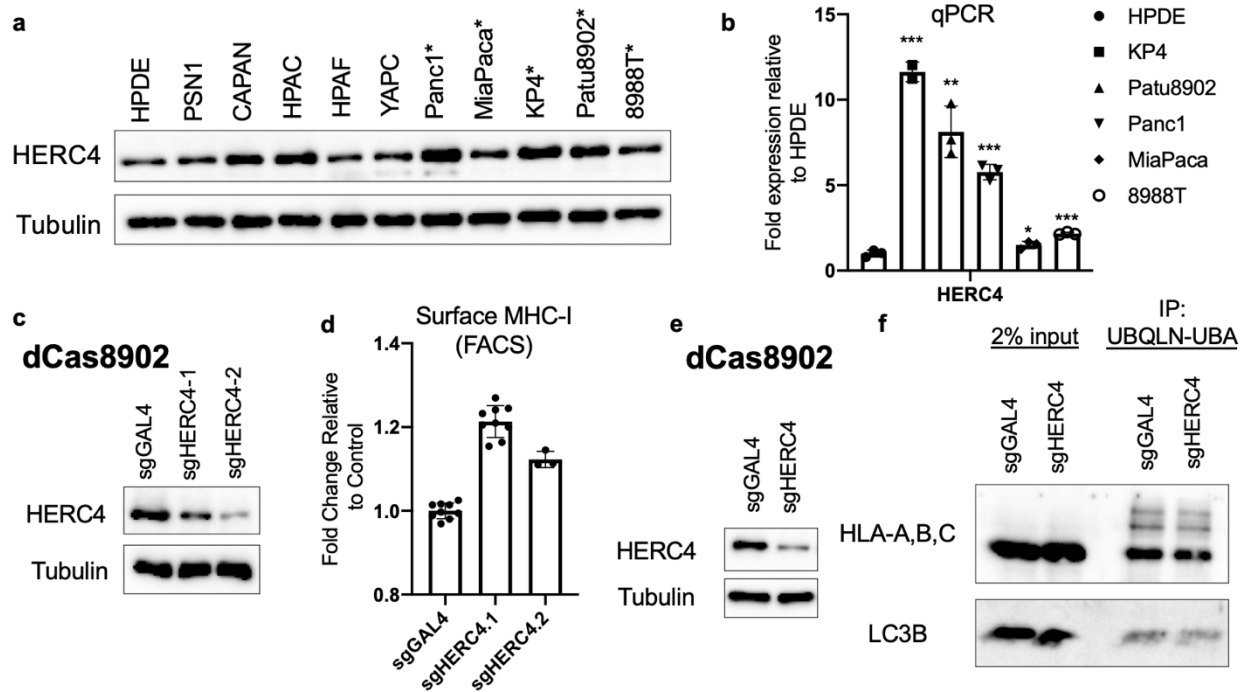 a
HPDE
PSN1
CAPAN
HPAC
HPAF
YAPC
Panc1*
MiaPaca*
KP4*
Patu8902*
8988T*
HERC4
Tubulin
b
qPCR
Fold expression relative
to HPDE
15
10
5
0
***
**
***
*
***
HERC4
HPDE
KP4
Patu8902
Panc1
MiaPaca
8988T
c
dCas8902
sgGAL4
sgHERC4-1
sgHERC4-2
HERC4
Tubulin
d
Surface MHC-I
(FACS)
Fold Change Relative
to Control
1.4
1.2
1.0
0.8
sgGAL4
sgHERC4.1
sgHERC4.2
e
dCas8902
sgGAL4
sgHERC4
HERC4
Tubulin
f
2% input
IP:
UBQLN-UBA
sgGAL4
sgHERC4
sgGAL4
sgHERC4
HLA-A,B,C
LC3B